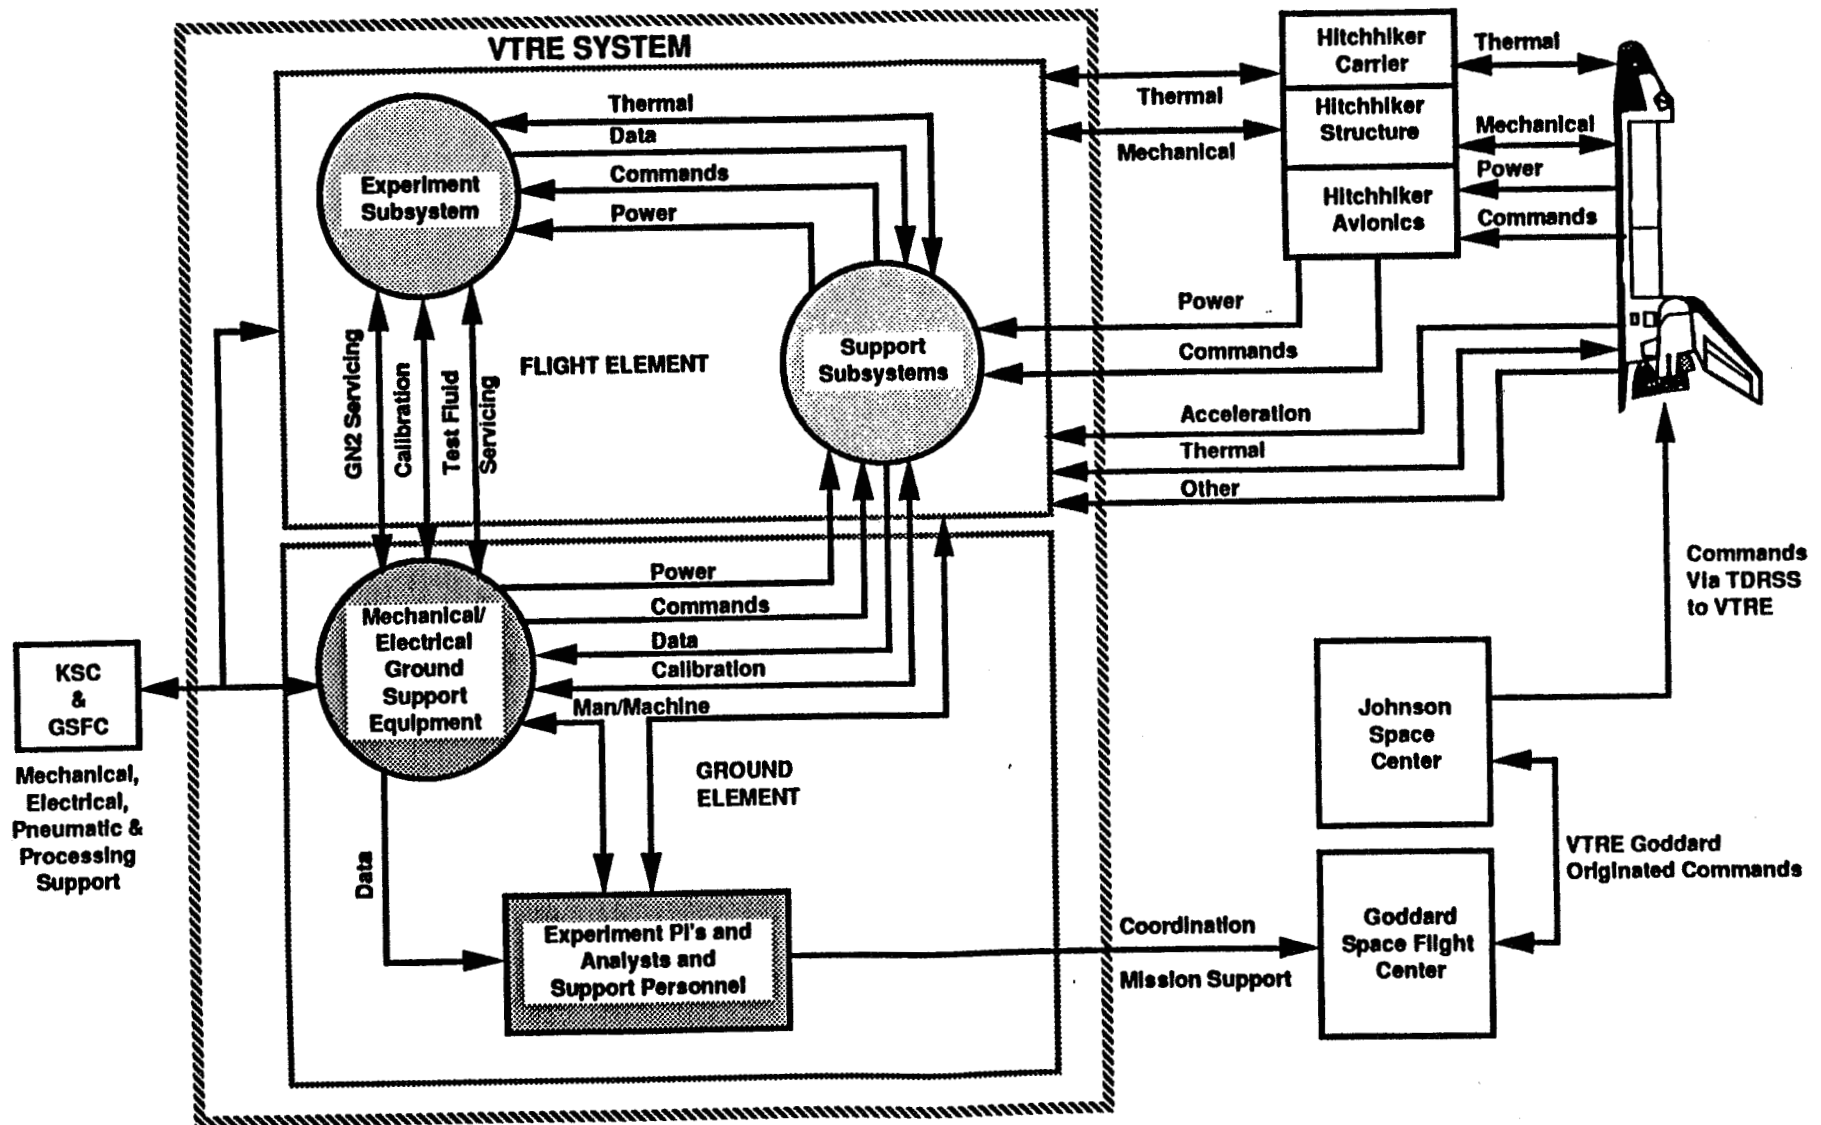 VTRE SYSTEM
Thermal
Data
Commands
Power
Experiment
Subsystem
GN2 Servicing
Calibration
Test Fluid
Servicing
FLIGHT ELEMENT
Support
Subsystems
Thermal
Mechanical
Hitchhiker
Carrier
Hitchhiker
Structure
Hitchhiker
Avionics
Thermal
Mechanical
Power
Commands
Power
Commands
Acceleration
Thermal
Other
Mechanical/
Electrical
Ground
Support
Equipment
Power
Commands
Data
Calibration
Man/Machine
GROUND
ELEMENT
Data
Experiment PI's and
Analysts and
Support Personnel
KSC
&
GSFC
Mechanical,
Electrical,
Pneumatic &
Processing
Support
Coordination
Mission Support
Johnson
Space
Center
Goddard
Space Flight
Center
Commands
Via TDRSS
to VTRE
VTRE Goddard
Originated Commands